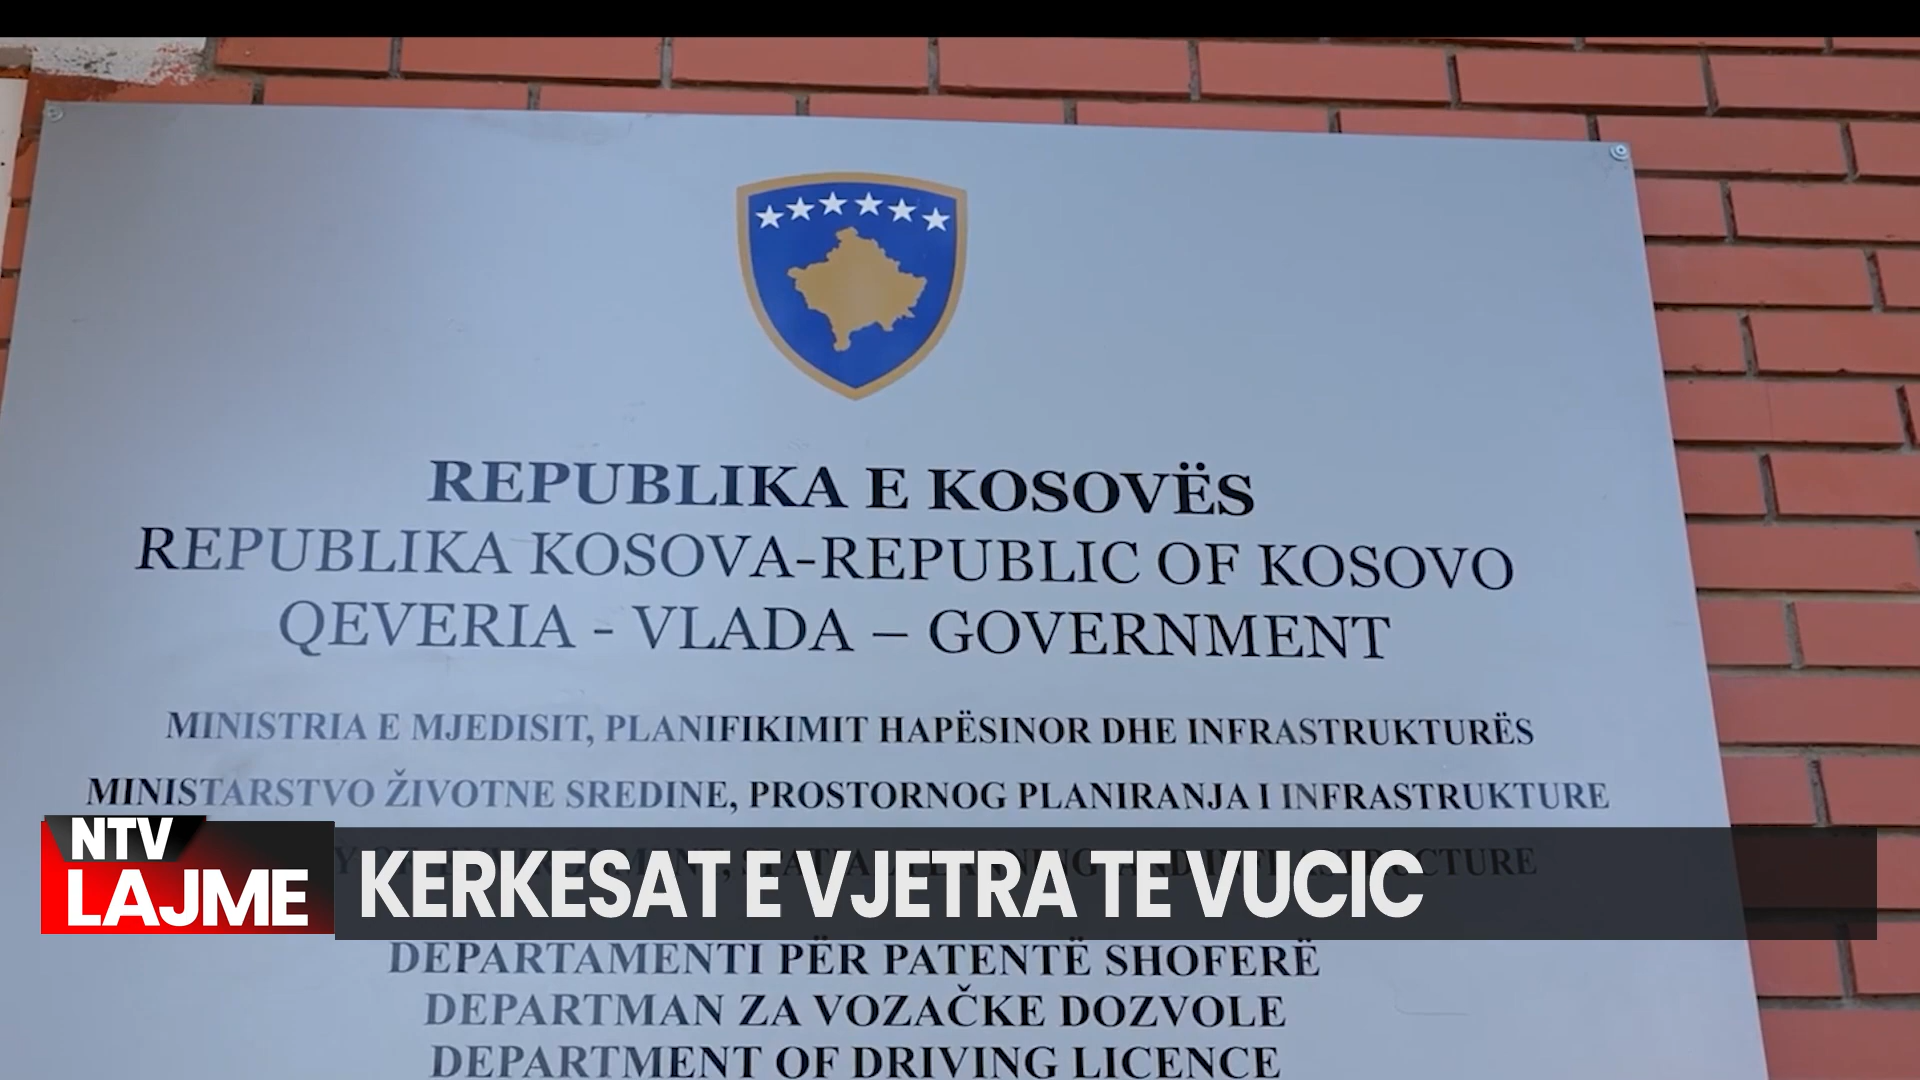 REPUBLIKA E KOSOVËS
REPUBLIKA KOSOVA-REPUBLIC OF KOSOVO
QEVERIA - VLADA – GOVERNMENT
MINISTRIA E MJEDISIT, PLANIFIKIMIT HAPËSINOR DHE INFRASTRUKTURËS
MINISTARSTVO ŽIVOTNE SREDINE, PROSTORNOG PLANIRANJA I INFRASTRUKTURE
NTV
LAJME
KERKESAT E VJETRA TE VUCIC
DEPARTAMENTI PËR PATENTË SHOFERË
DEPARTMAN ZA VOZAČKE DOZVOLE
DEPARTMENT OF DRIVING LICENCE